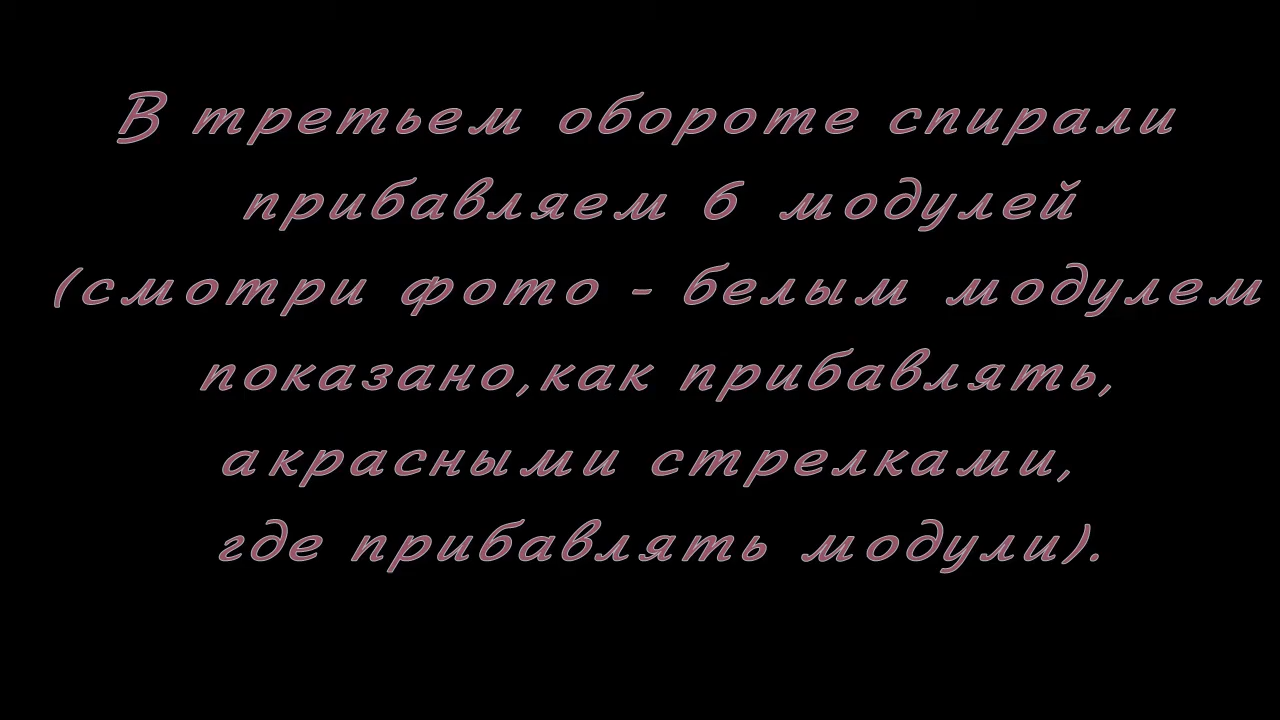 В третьем обороте спирали
прибавляем 6 модулей
(смотри фото - белым модулем
показано,как прибавлять,
акрасными стрелками,
где прибавлять модули).